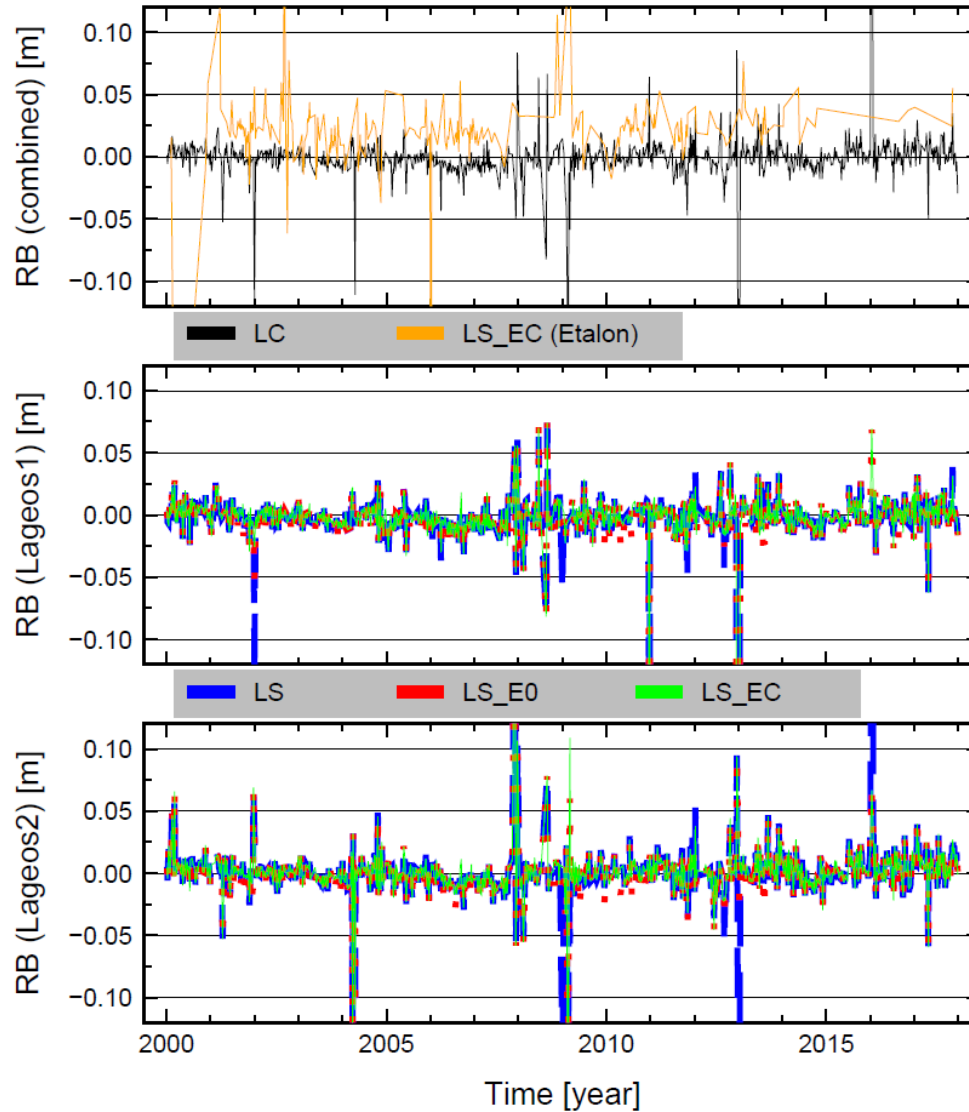 RB (combined) [m]
0.10
0.05
0.00
−0.05
−0.10
LC LS_EC (Etalon)
RB (Lageos1) [m]
0.10
0.05
0.00
−0.05
−0.10
LS LS_E0 LS_EC
RB (Lageos2) [m]
0.10
0.05
0.00
−0.05
−0.10
2000 2005 2010 2015
Time [year]